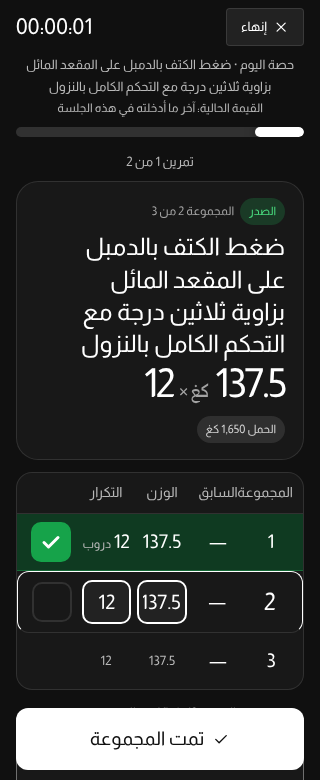 إنهاء
00:00:01
حصة اليوم · ضغط الكتف بالدمبل على المقعد المائل
بزاوية ثلاثين درجة مع التحكم الكامل بالنزول
القيمة الحالية: آخر ما أدخلته في هذه الجلسة
تمرين 1 من 2
الصدر المجموعة 2 من 3
ضغط الكتف بالدمبل
على المقعد المائل
بزاوية ثلاثين درجة مع
التحكم الكامل بالنزول
137.5 كغ × 12
الحمل 1,650 كغ
المجموعة السابق الوزن التكرار
1 — 137.5 12 دروب
2 — 137.5 12
3 — 137.5 12
تمت المجموعة